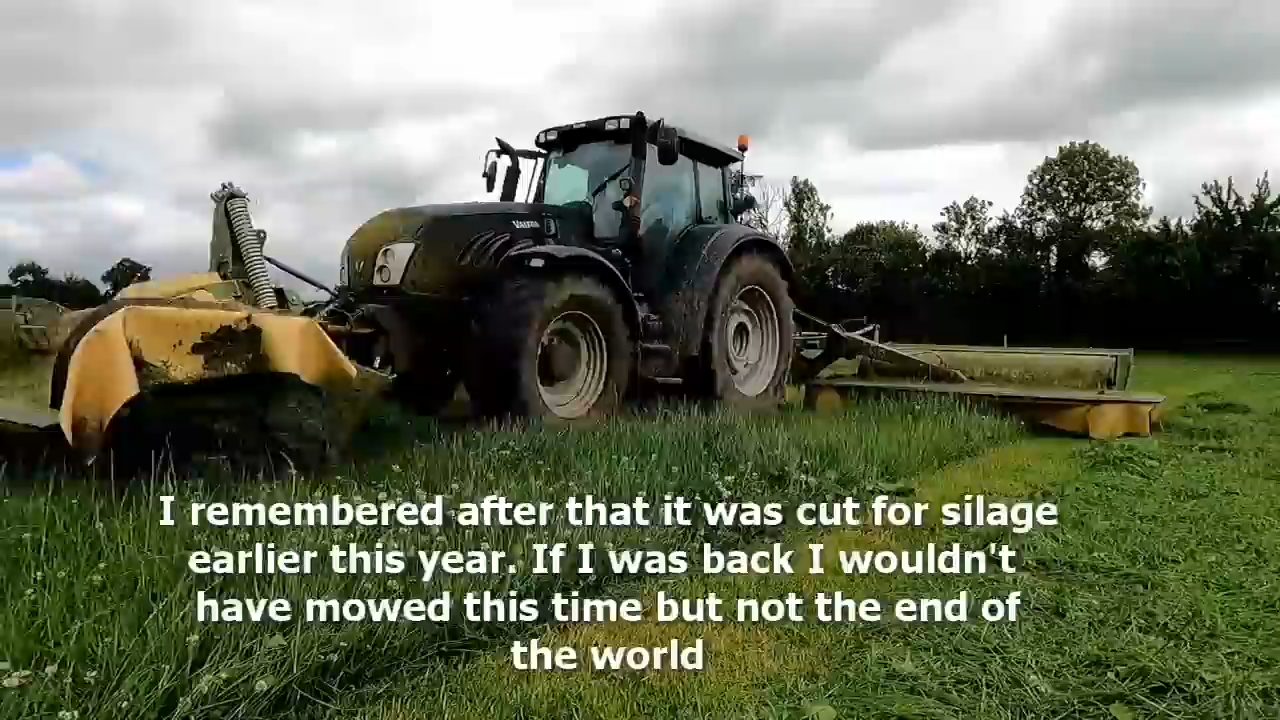 VALTRA
I remembered after that it was cut for silage
earlier this year. If I was back I wouldn't
have mowed this time but not the end of
the world